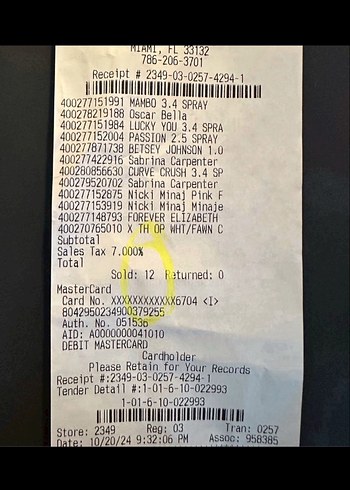 MIAMI, FL 33132
786-206-3701
Receipt # 2349-03-0257-4294-1
400277151991 MAMBO 3.4 SPRAY
400278219188 Oscar Bella
400277151984 LUCKY YOU 3.4 SPRA
400277152004 PASSION 2.5 SPRAY
400277871738 BETSEY JOHNSON 1.0
400277422916 Sabrina Carpenter
400280856630 CURVE CRUSH 3.4 SP
400279520702 Sabrina Carpenter
400277152875 Nicki Minaj Pink F
400277153919 Nicki Minaj Minaje
400277148793 FOREVER ELIZABETH
400270765010 X TH OP WHT/FAWN C
Subtotal
Sales Tax 7.000%
Total
Sold: 12 Returned: 0
MasterCard
Card No. XXXXXXXXXXXX6704 <I>
8042950234900379255
Auth. No. 051536
AID: A0000000041010
DEBIT MASTERCARD
Cardholder
Please Retain for Your Records
Receipt #:2349-03-0257-4294-1
Tender Detail #:1-01-6-10-022993
1-01-6-10-022993
Store: 2349 Reg: 03 Tran: 0257
Date: 10/20/24 9:32:06 PM Assoc: 958385